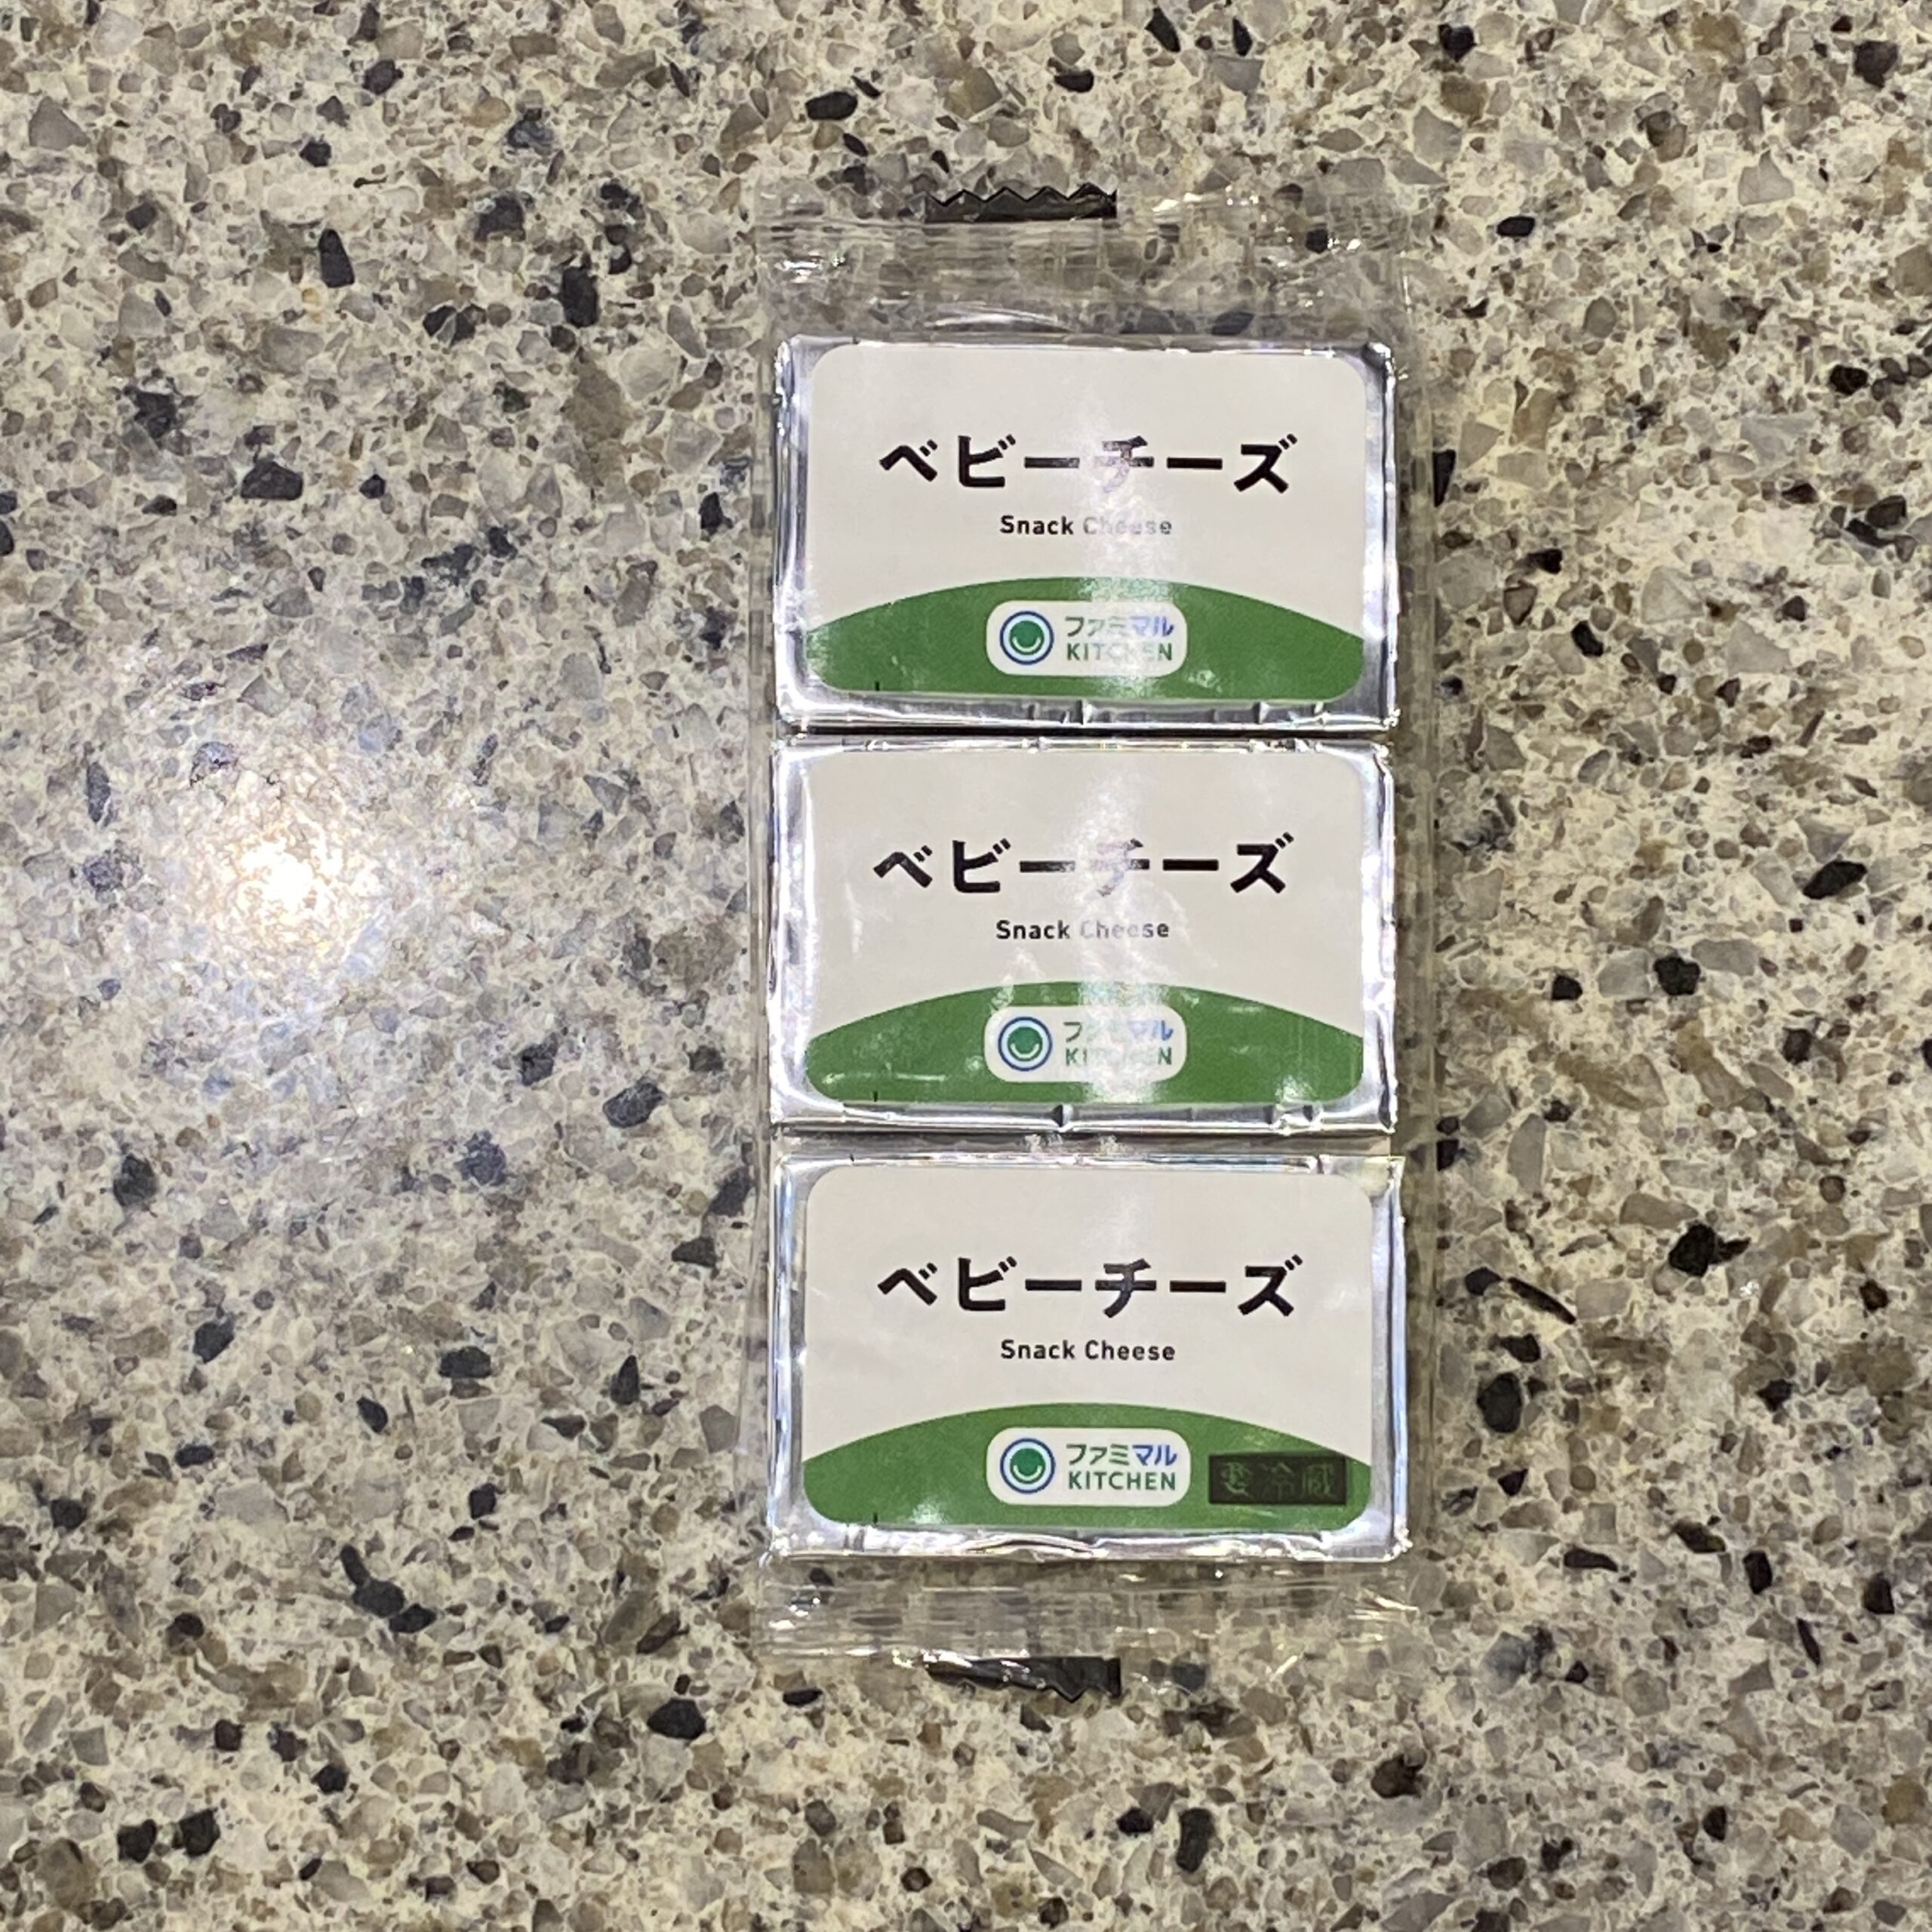 ベビーチーズ
Snack Cheese
ファミマル
KITCHEN
ベビーチーズ
Snack Cheese
ファミマル
KITCHEN
ベビーチーズ
Snack Cheese
ファミマル
KITCHEN
要冷蔵